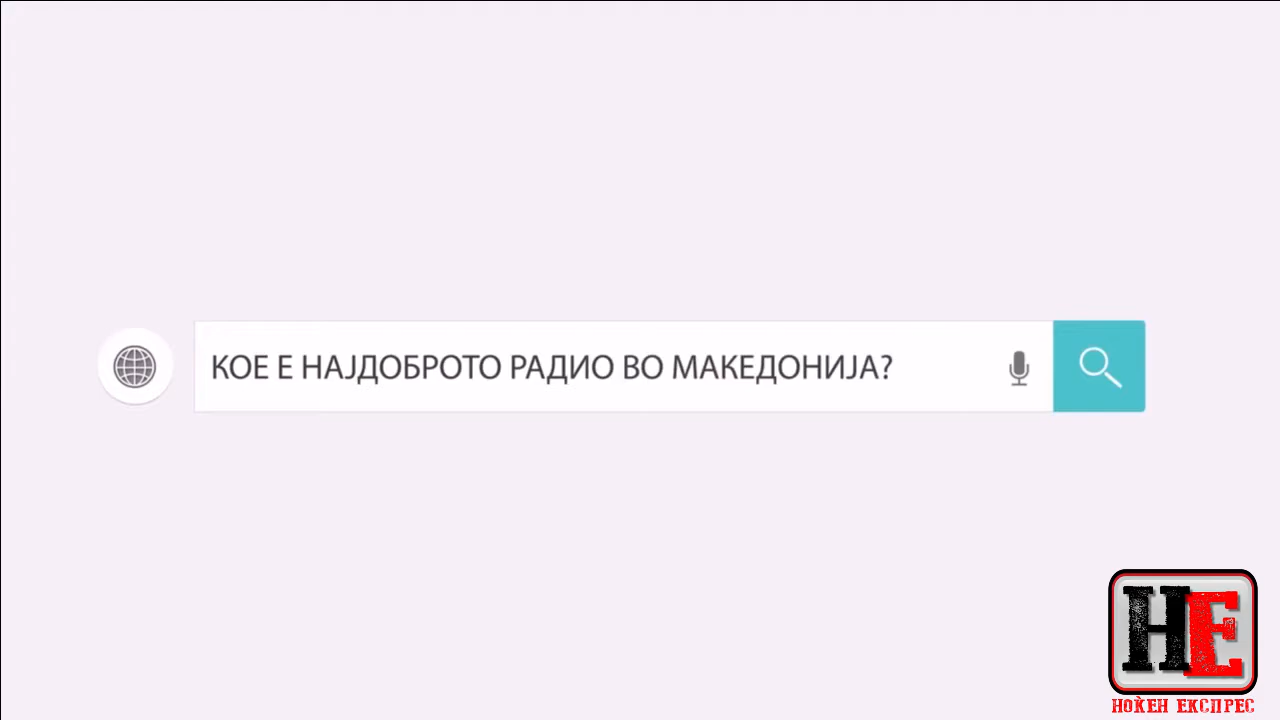 КОЕ Е НАЈДОБРОТО РАДИО ВО МАКЕДОНИЈА?
НЕ
НОЌЕН ЕКСПРЕС